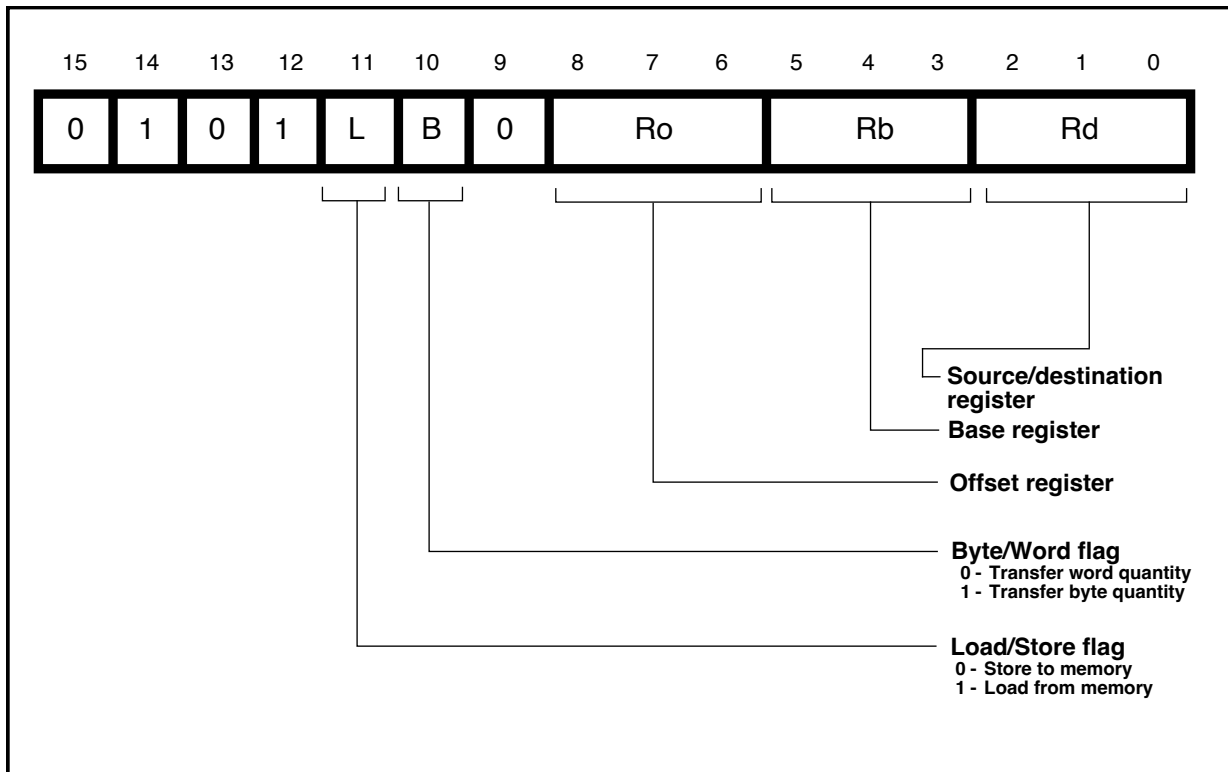 15 14 13 12 11 10 9 8 7 6 5 4 3 2 1 0
0 1 0 1 L B 0 Ro Rb Rd
Source/destination
register
Base register
Offset register
Byte/Word flag
0 - Transfer word quantity
1 - Transfer byte quantity
Load/Store flag
0 - Store to memory
1 - Load from memory